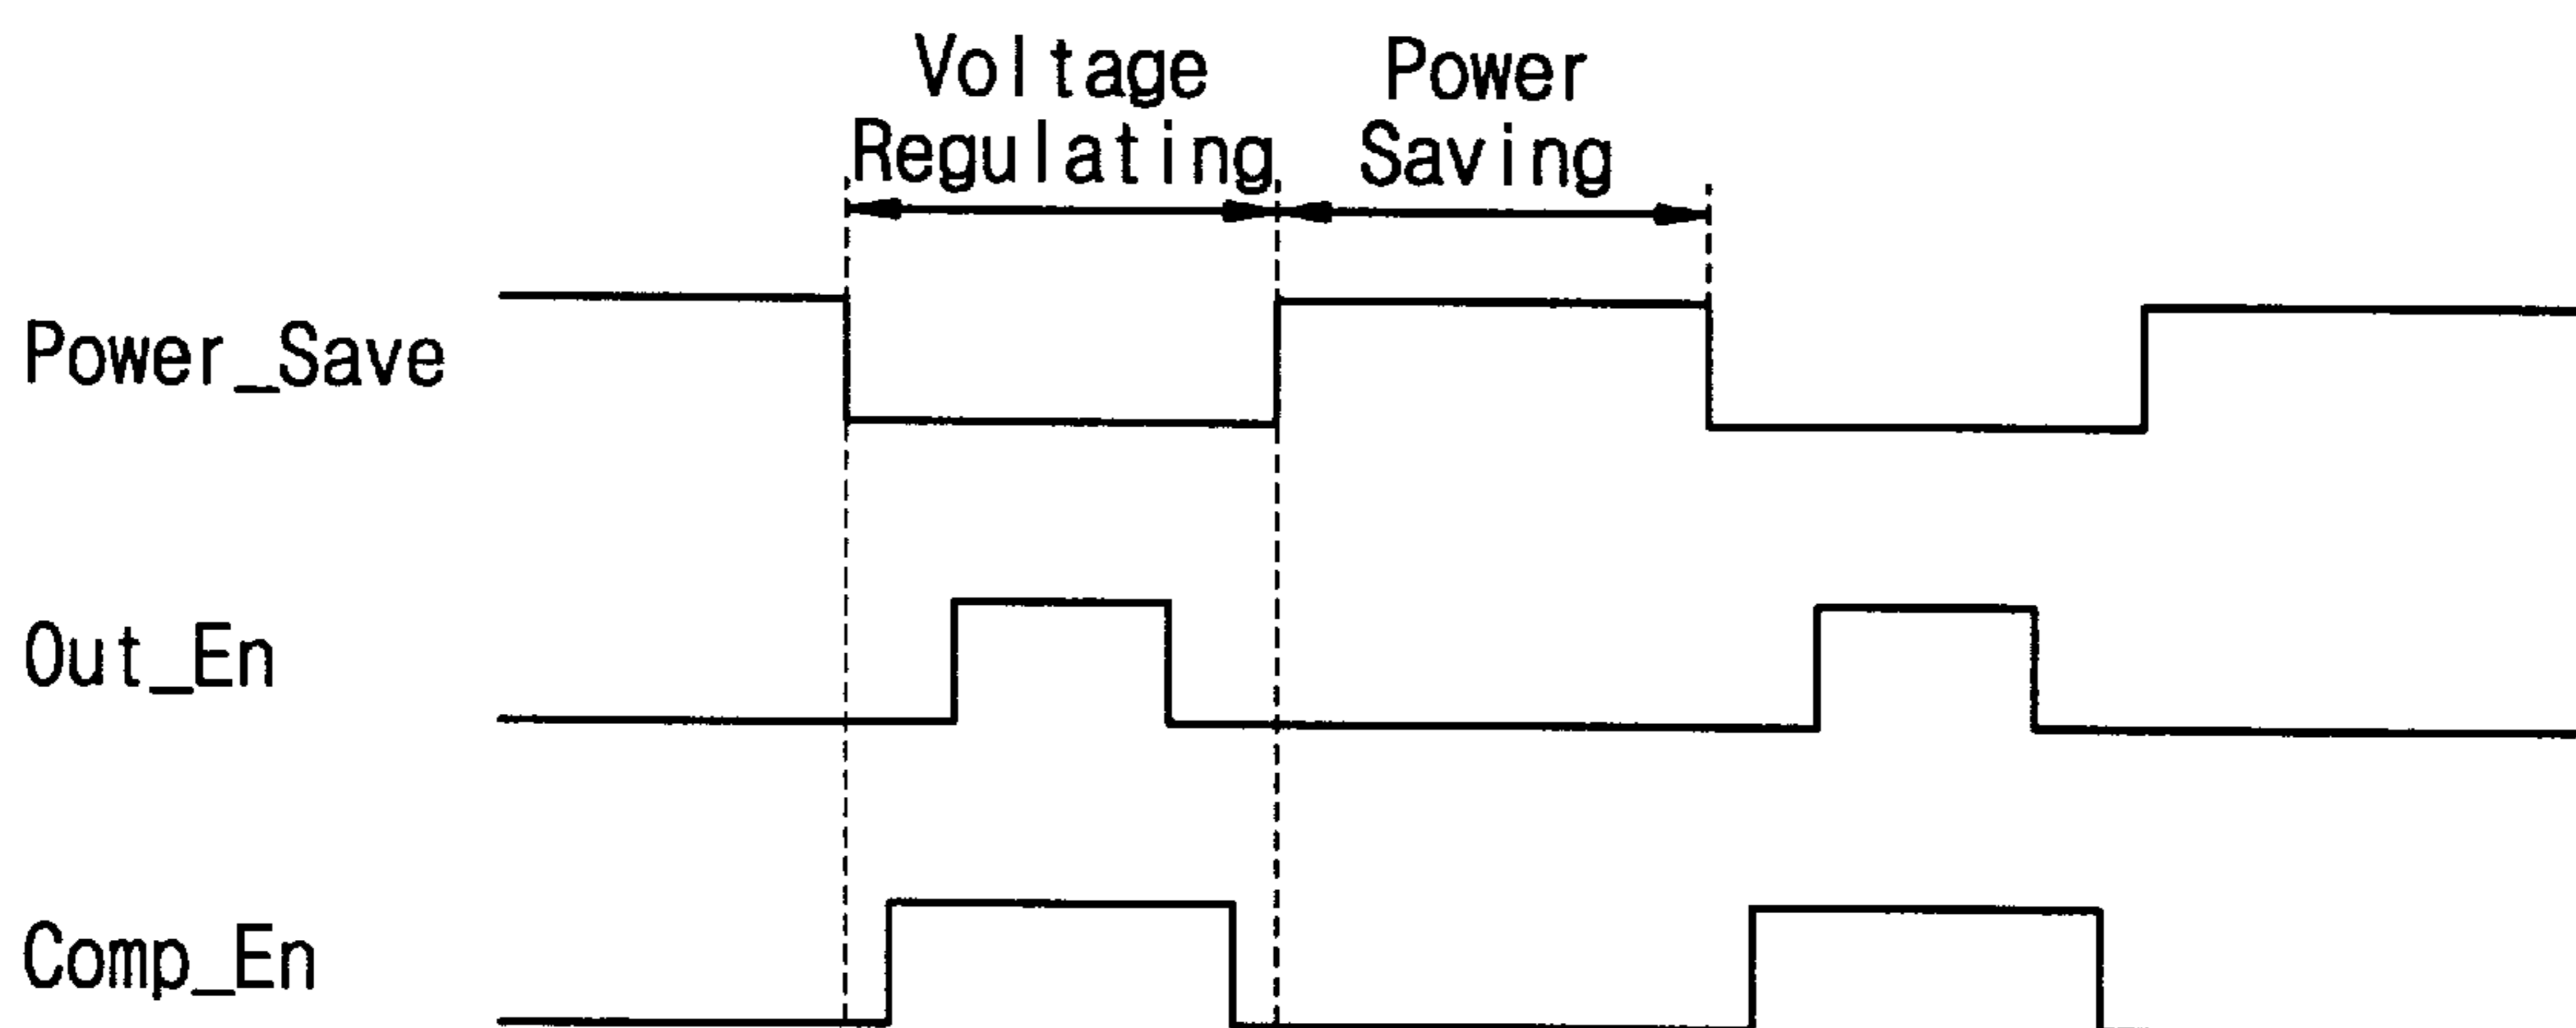 Voltage
Regulating
Power
Saving
Power_Save
Out_En
Comp_En